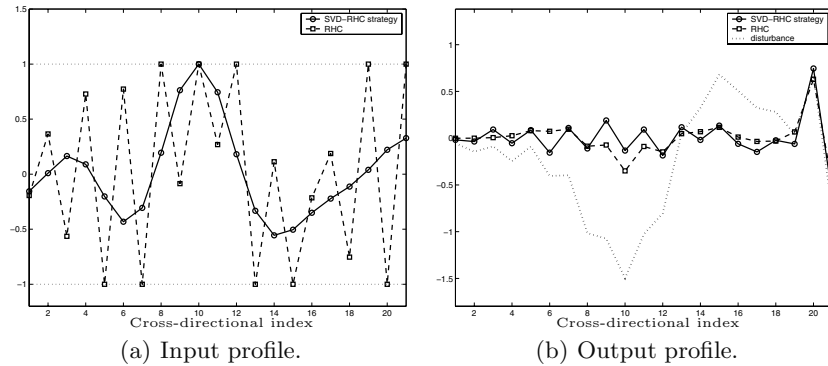 SVD−RHC strategy
RHC
1.5
1
0.5
0
−0.5
−1
2 4 6 8 10 12 14 16 18 20
Cross-directional index
(a) Input profile.
SVD−RHC strategy
RHC
disturbance
1
0.5
0
−0.5
−1
−1.5
2 4 6 8 10 12 14 16 18 20
Cross-directional index
(b) Output profile.